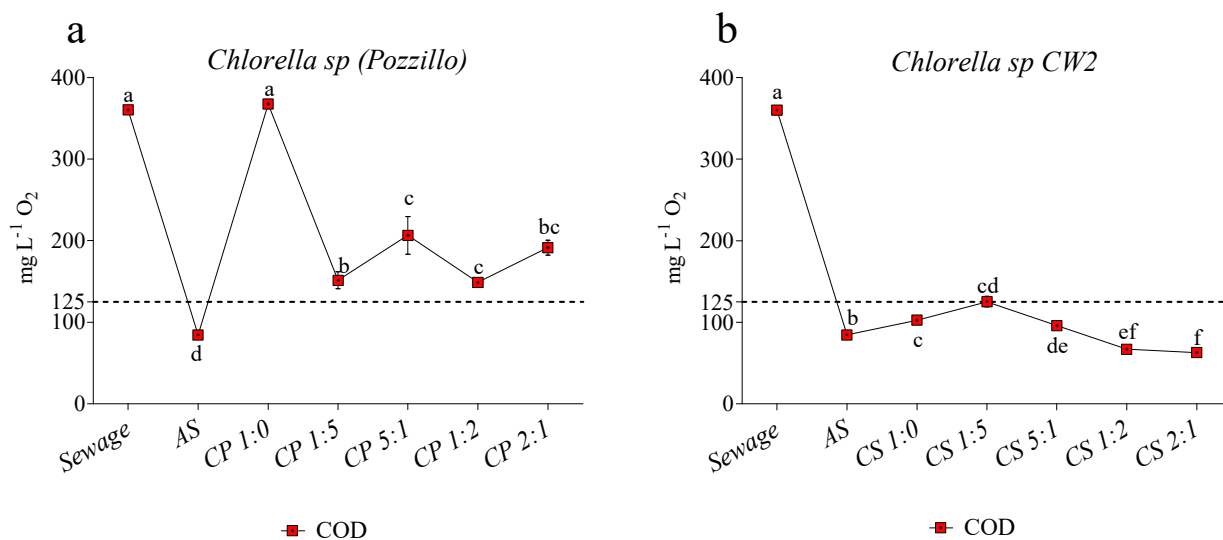 a
Chlorella sp (Pozzillo)
mg L-1 O2
400
300
200
125
100
0
a
d
a
b
c
c
bc
Sewage
AS
CP 1:0
CP 1:5
CP 5:1
CP 1:2
CP 2:1
COD
b
Chlorella sp CW2
mg L-1 O2
400
300
200
125
100
0
a
b
c
cd
de
ef
f
Sewage
AS
CS 1:0
CS 1:5
CS 5:1
CS 1:2
CS 2:1
COD